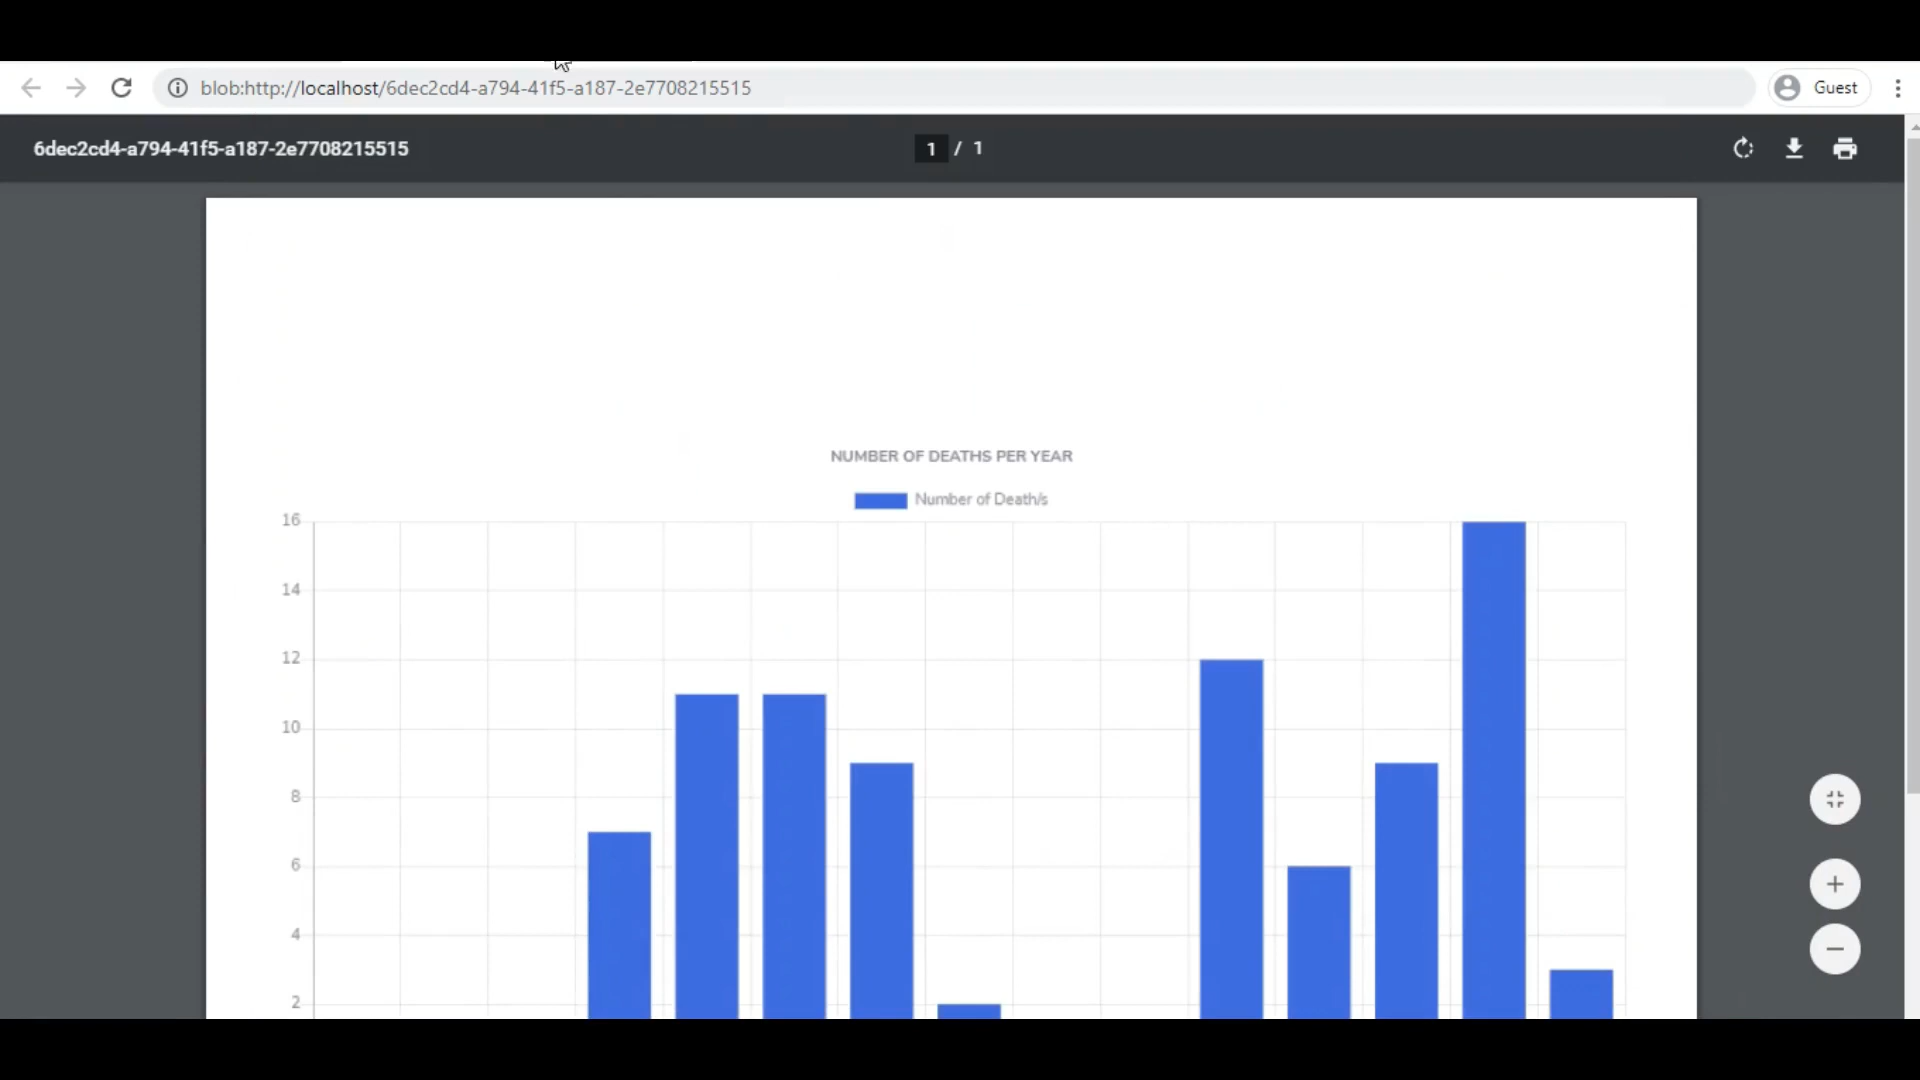 blob:http://localhost/6dec2cd4-a794-41f5-a187-2e7708215515
Guest
6dec2cd4-a794-41f5-a187-2e7708215515
1 / 1
NUMBER OF DEATHS PER YEAR
Number of Death/s
16
14
12
10
8
6
4
2